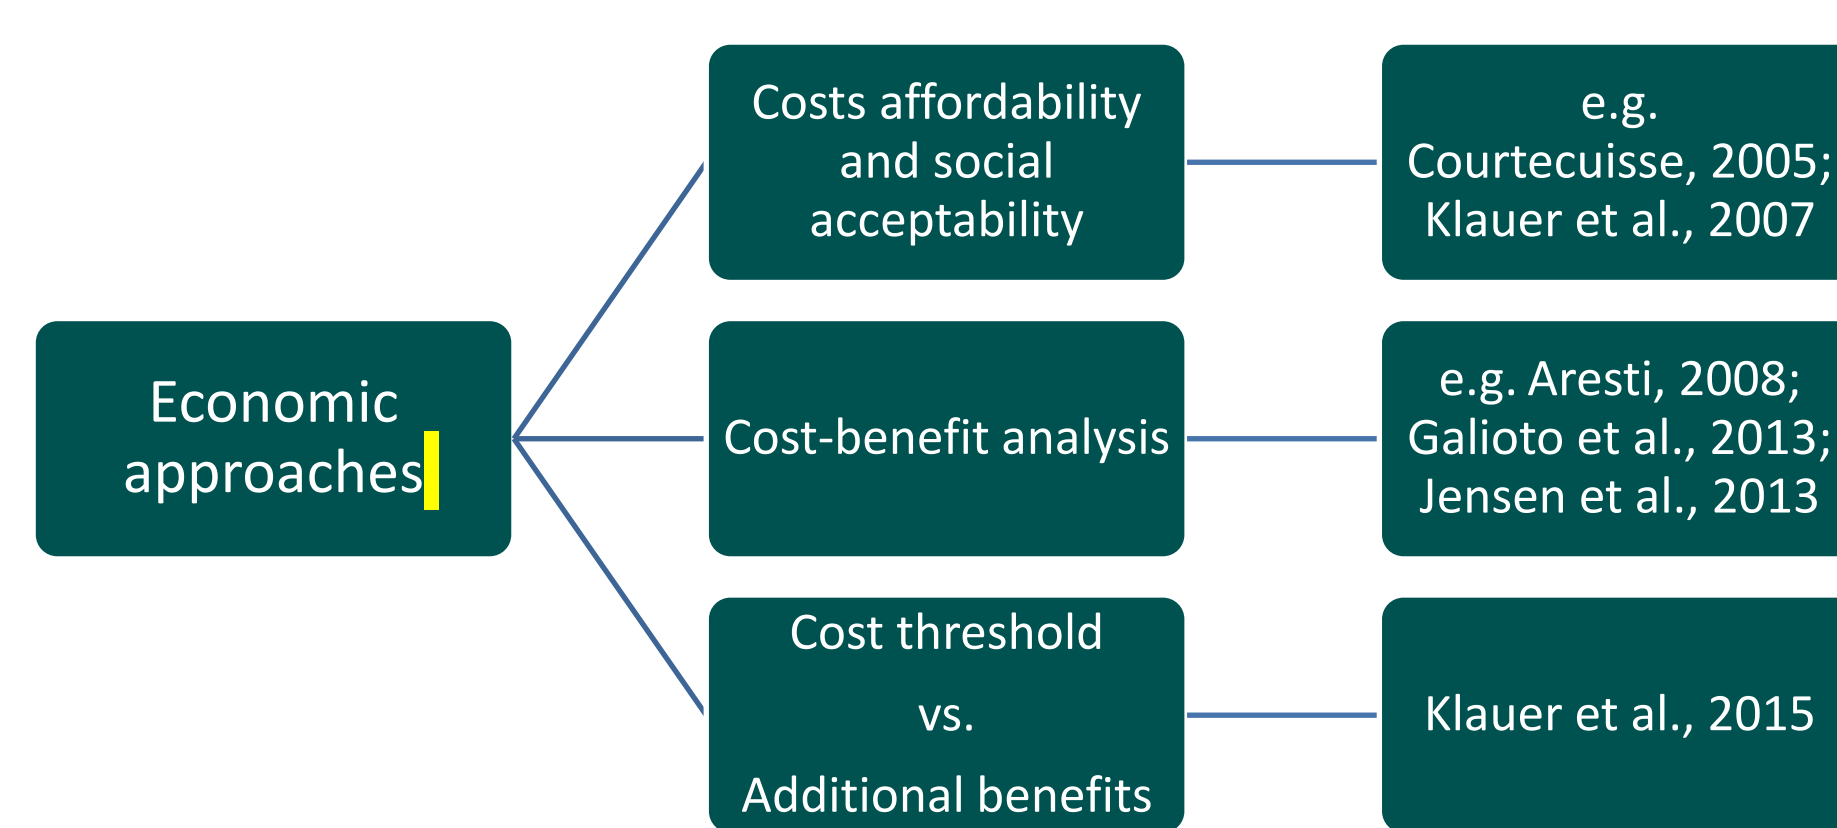 Economic
approaches
Costs affordability
and social
acceptability
e.g.
Courtecuisse, 2005;
Klauer et al., 2007
Cost-benefit analysis
e.g. Aresti, 2008;
Galioto et al., 2013;
Jensen et al., 2013
Cost threshold
vs.
Additional benefits
Klauer et al., 2015